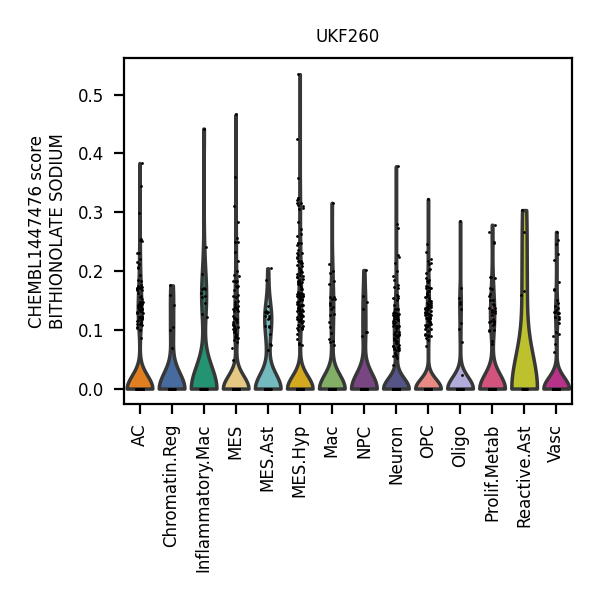 UKF260
CHEMBL1447476 score
BITHIONOLATE SODIUM
0.5
0.4
0.3
0.2
0.1
0.0
AC
Chromatin.Reg
Inflammatory.Mac
MES
MES.Ast
MES.Hyp
Mac
NPC
Neuron
OPC
Oligo
Prolif.Metab
Reactive.Ast
Vasc